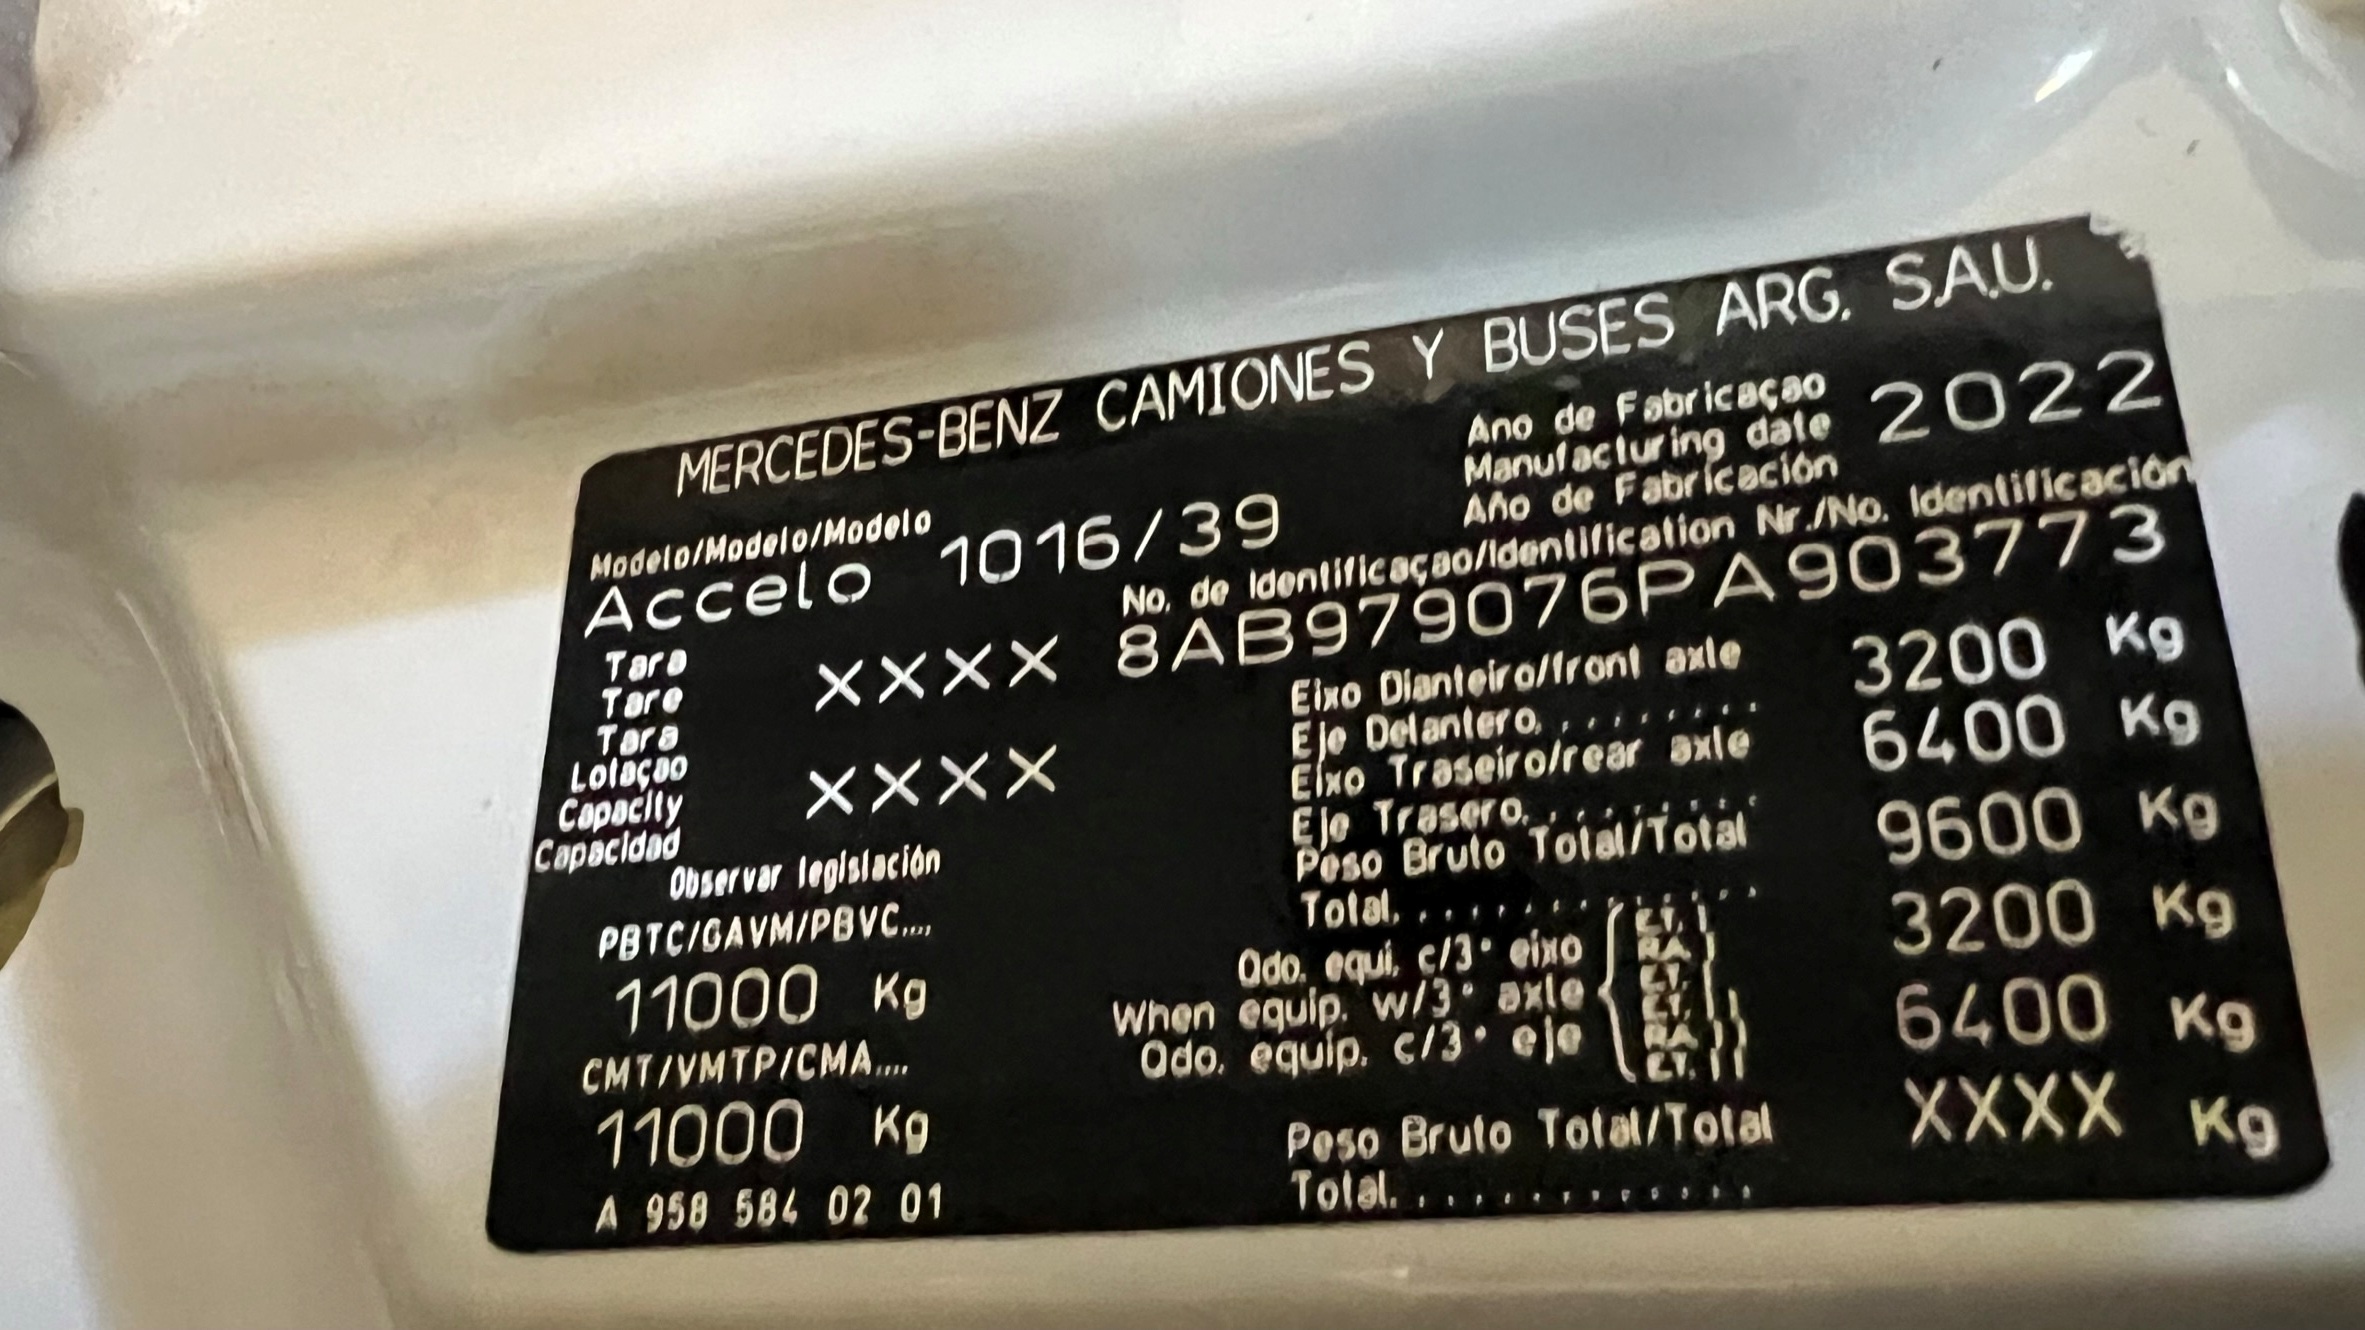 MERCEDES-BENZ CAMIONES Y BUSES ARG. S.A.U.
Modelo/Modelo/Modelo
Accelo 1016/39
Ano de Fabricaçao
Manufacturing date
Año de Fabricación
2022
No. de Identificaçao/Identification Nr./No. Identificación
8AB979076PA903773
Tara
Tare
Tara
XXXX
Lotaçao
Capacity
Capacidad
XXXX
Observar legislación
PBTC/GAVM/PBVC....
11000 Kg
CMT/VMTP/CMA....
11000 Kg
A 958 584 02 01
Eixo Dianteiro/front axle 3200 Kg
Eje Delantero. . . . . . . . .
Eixo Traseiro/rear axle 6400 Kg
Eje Trasero. . . . . . . . .
Peso Bruto Total/Total 9600 Kg
Total. . . . . . . . . . . . . .
Qdo. equi. c/3° eixo
When equip. w/3° axle
Qdo. equip. c/3° eje
3200 Kg
6400 Kg
XXXX Kg
Peso Bruto Total/Total
Total. . . . . . . . . . . . . .